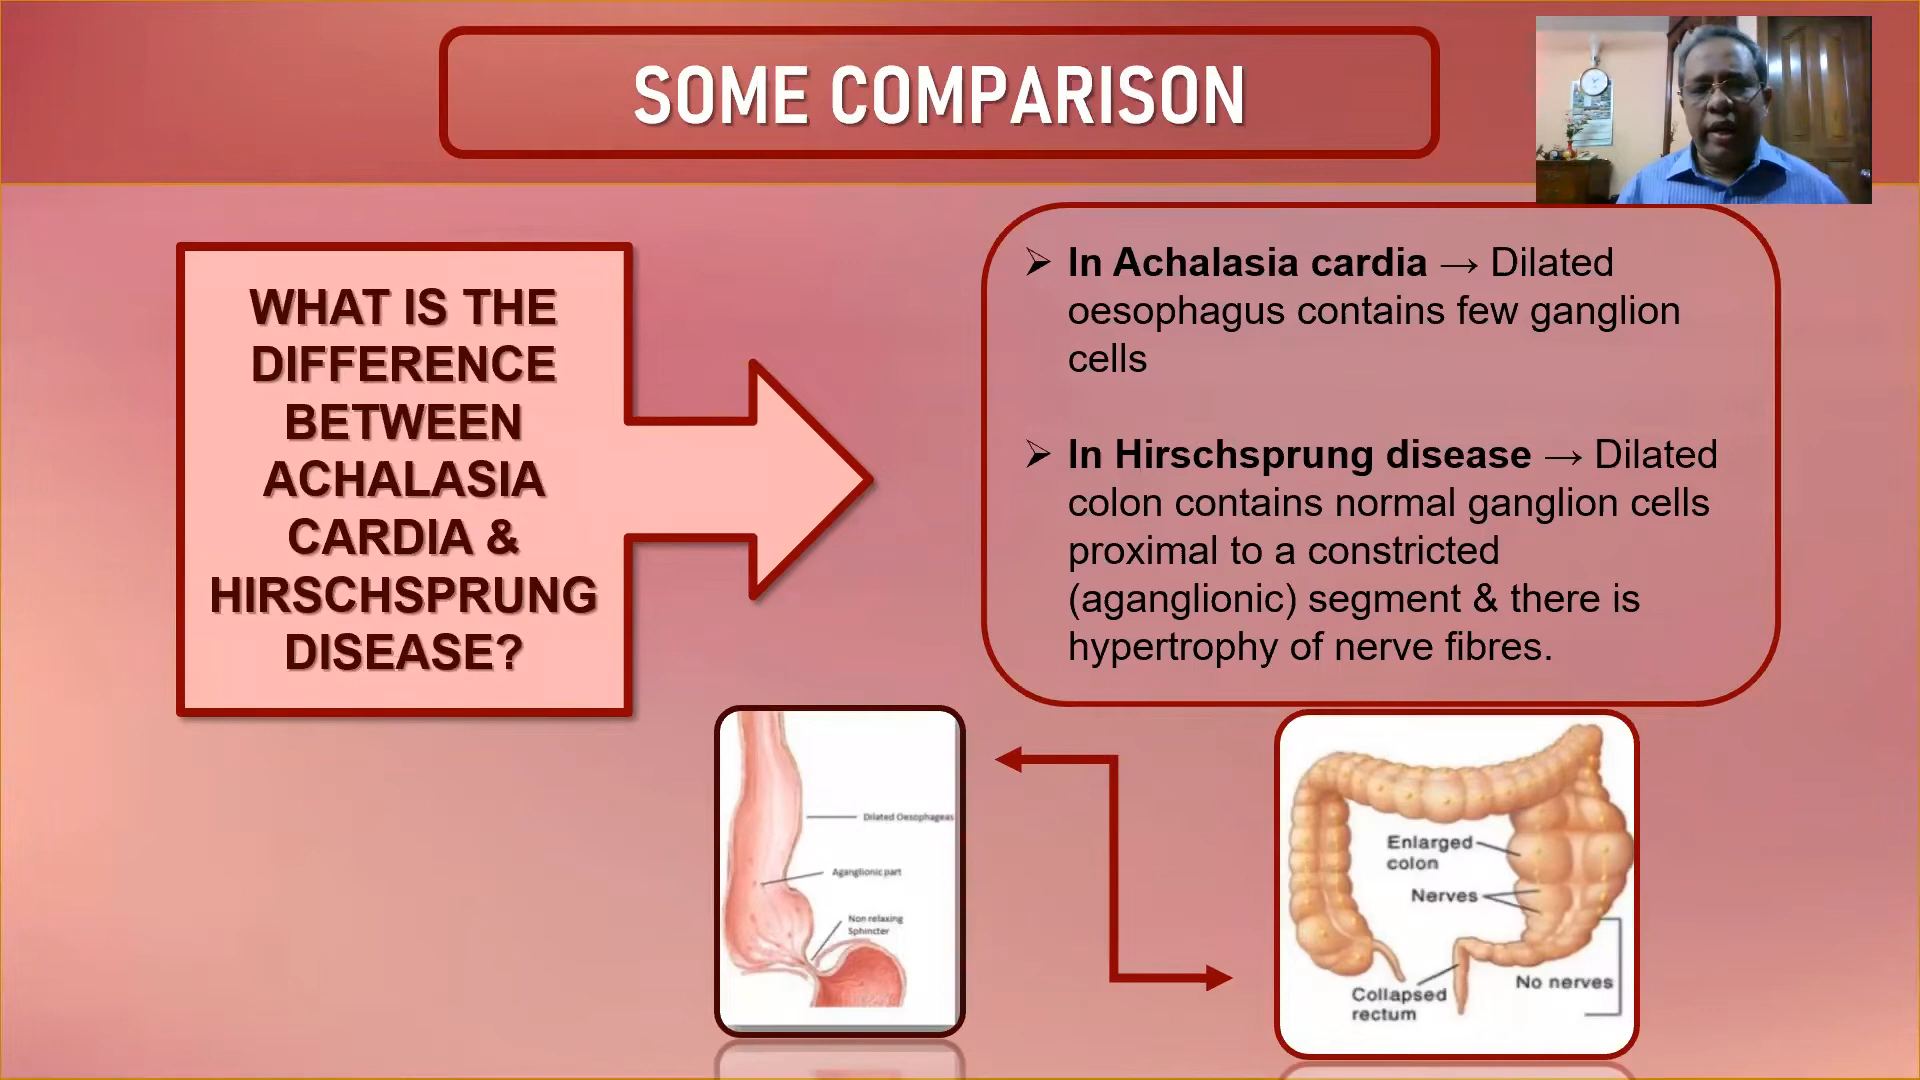 SOME COMPARISON
WHAT IS THE
DIFFERENCE
BETWEEN
ACHALASIA
CARDIA &
HIRSCHSPRUNG
DISEASE?
➢ In Achalasia cardia → Dilated
oesophagus contains few ganglion
cells
➢ In Hirschsprung disease → Dilated
colon contains normal ganglion cells
proximal to a constricted
(aganglionic) segment & there is
hypertrophy of nerve fibres.
Dilated Oesophageas
Aganglionic part
Non relaxing
Sphincter
Enlarged
colon
Nerves
No nerves
Collapsed
rectum